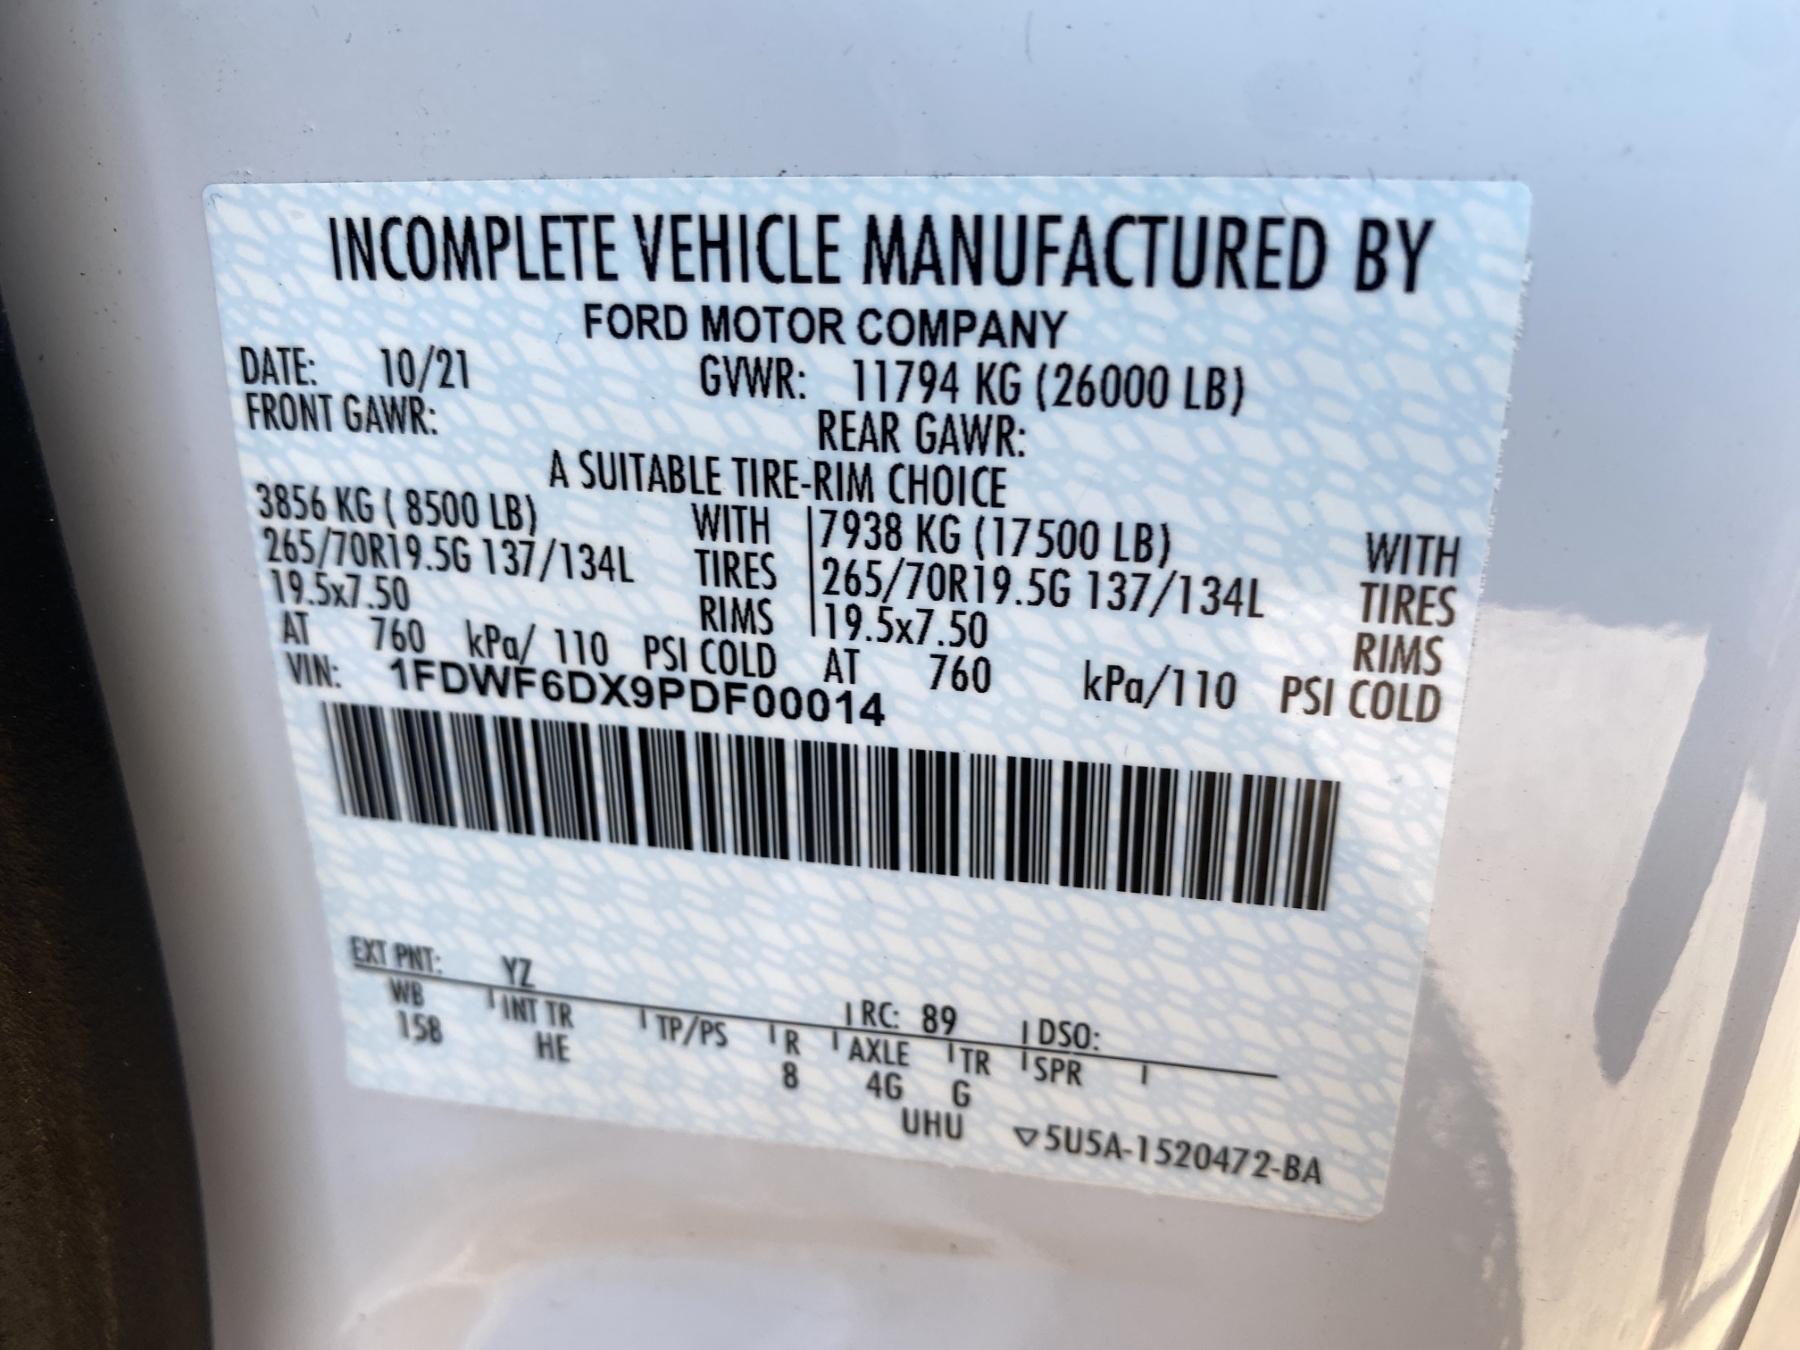 INCOMPLETE VEHICLE MANUFACTURED BY
FORD MOTOR COMPANY
DATE: 10/21 GVWR: 11794 KG (26000 LB)
FRONT GAWR: REAR GAWR:
A SUITABLE TIRE-RIM CHOICE
3856 KG ( 8500 LB) WITH 7938 KG (17500 LB) WITH
265/70R19.5G 137/134L TIRES 265/70R19.5G 137/134L TIRES
19.5x7.50 RIMS 19.5x7.50 RIMS
AT 760 kPa/ 110 PSI COLD AT 760 kPa/110 PSI COLD
VIN: 1FDWF6DX9PDF00014
EXT PNT: YZ RC: 89 DSO:
WB INT TR TP/PS R AXLE TR SPR
158 HE 8 4G G
UHU ▽5U5A-1520472-BA